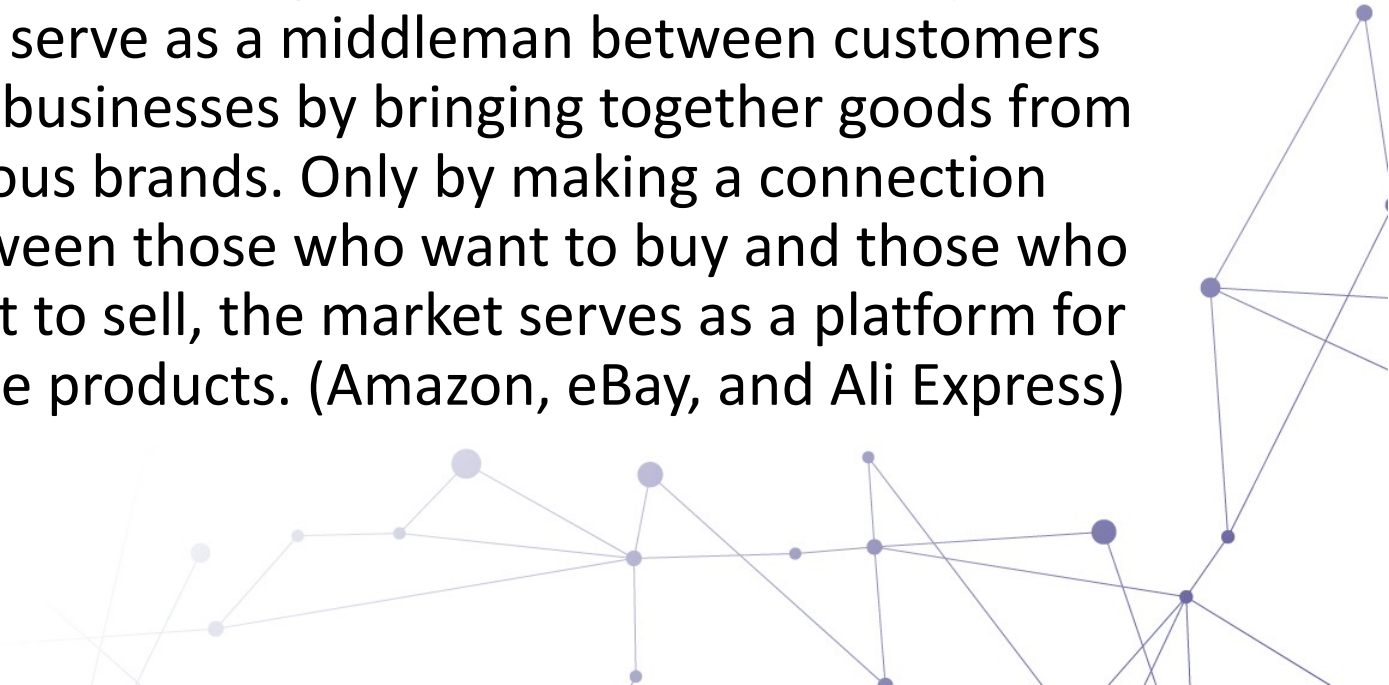 serve as a middleman between customers
businesses by bringing together goods from
ous brands. Only by making a connection
ween those who want to buy and those who
t to sell, the market serves as a platform for
e products. (Amazon, eBay, and Ali Express)